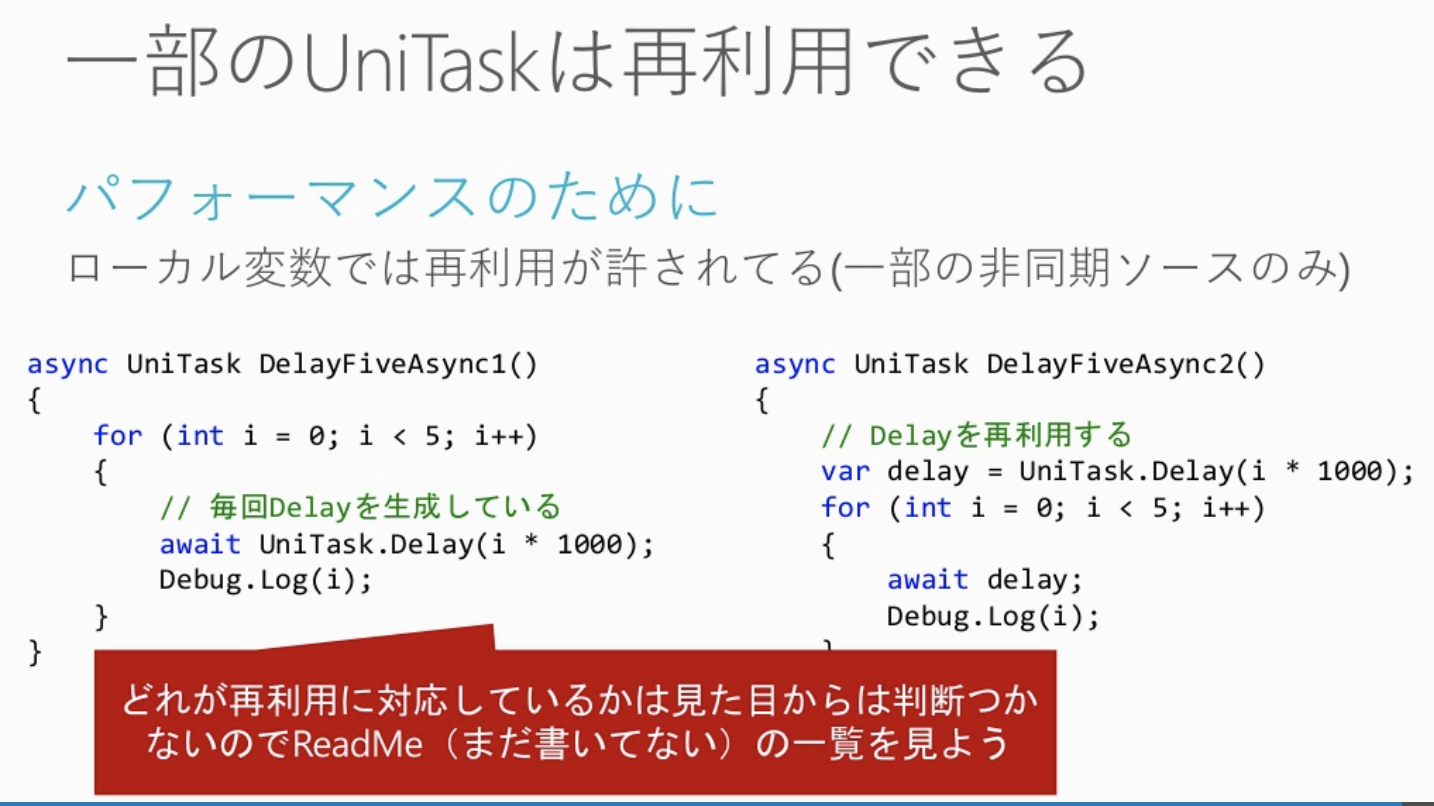 一部のUniTaskは再利用できる
パフォーマンスのために
ローカル変数では再利用が許されてる(一部の非同期ソースのみ)
async UniTask DelayFiveAsync1()
{
    for (int i = 0; i < 5; i++)
    {
        // 毎回Delayを生成している
        await UniTask.Delay(i * 1000);
        Debug.Log(i);
    }
}
async UniTask DelayFiveAsync2()
{
    // Delayを再利用する
    var delay = UniTask.Delay(i * 1000);
    for (int i = 0; i < 5; i++)
    {
        await delay;
        Debug.Log(i);
    }
どれが再利用に対応しているかは見た目からは判断つか
ないのでReadMe（まだ書いてない）の一覧を見よう